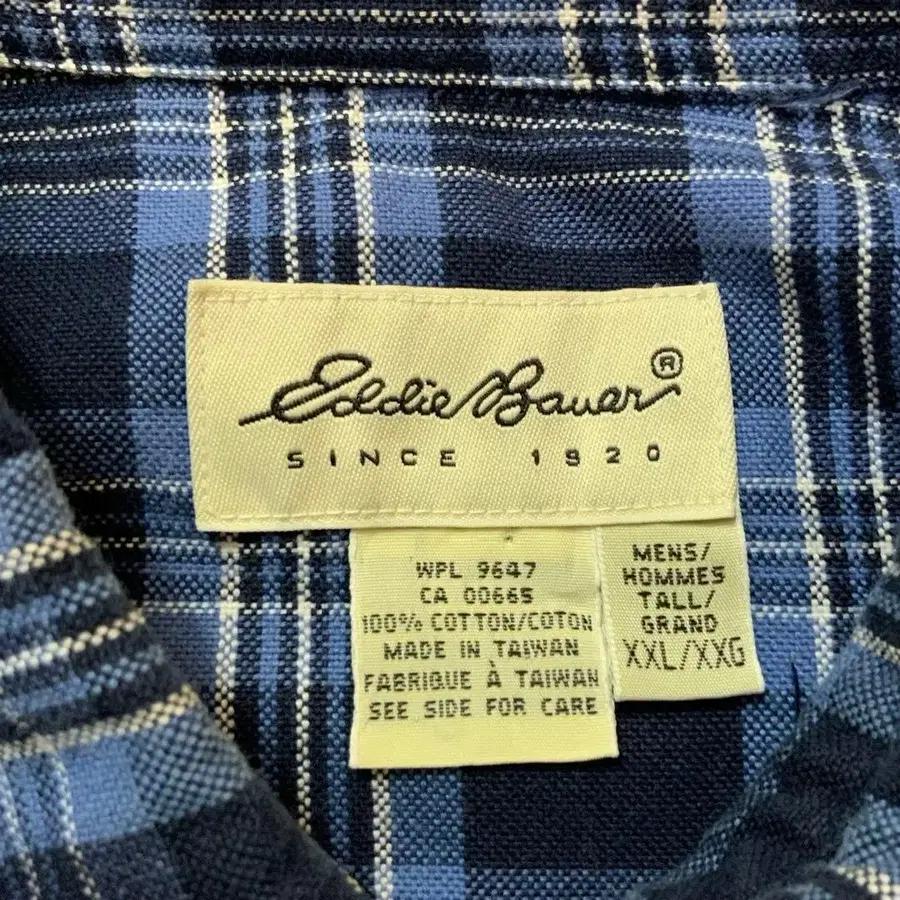 Eddie Bauer®
SINCE 1920
WPL 9647
CA 00665
100% COTTON/COTON
MADE IN TAIWAN
FABRIQUE À TAIWAN
SEE SIDE FOR CARE
MENS/
HOMMES
TALL/
GRAND
XXL/XXG